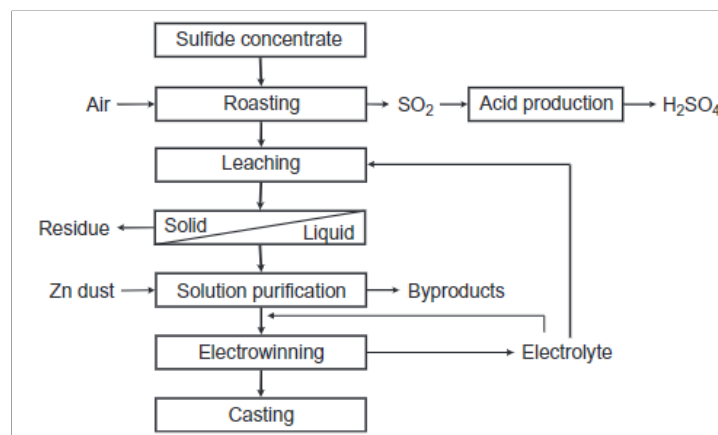 Sulfide concentrate
Air
Roasting
SO₂
Acid production
H₂SO₄
Leaching
Residue
Solid
Liquid
Zn dust
Solution purification
Byproducts
Electrowinning
Electrolyte
Casting